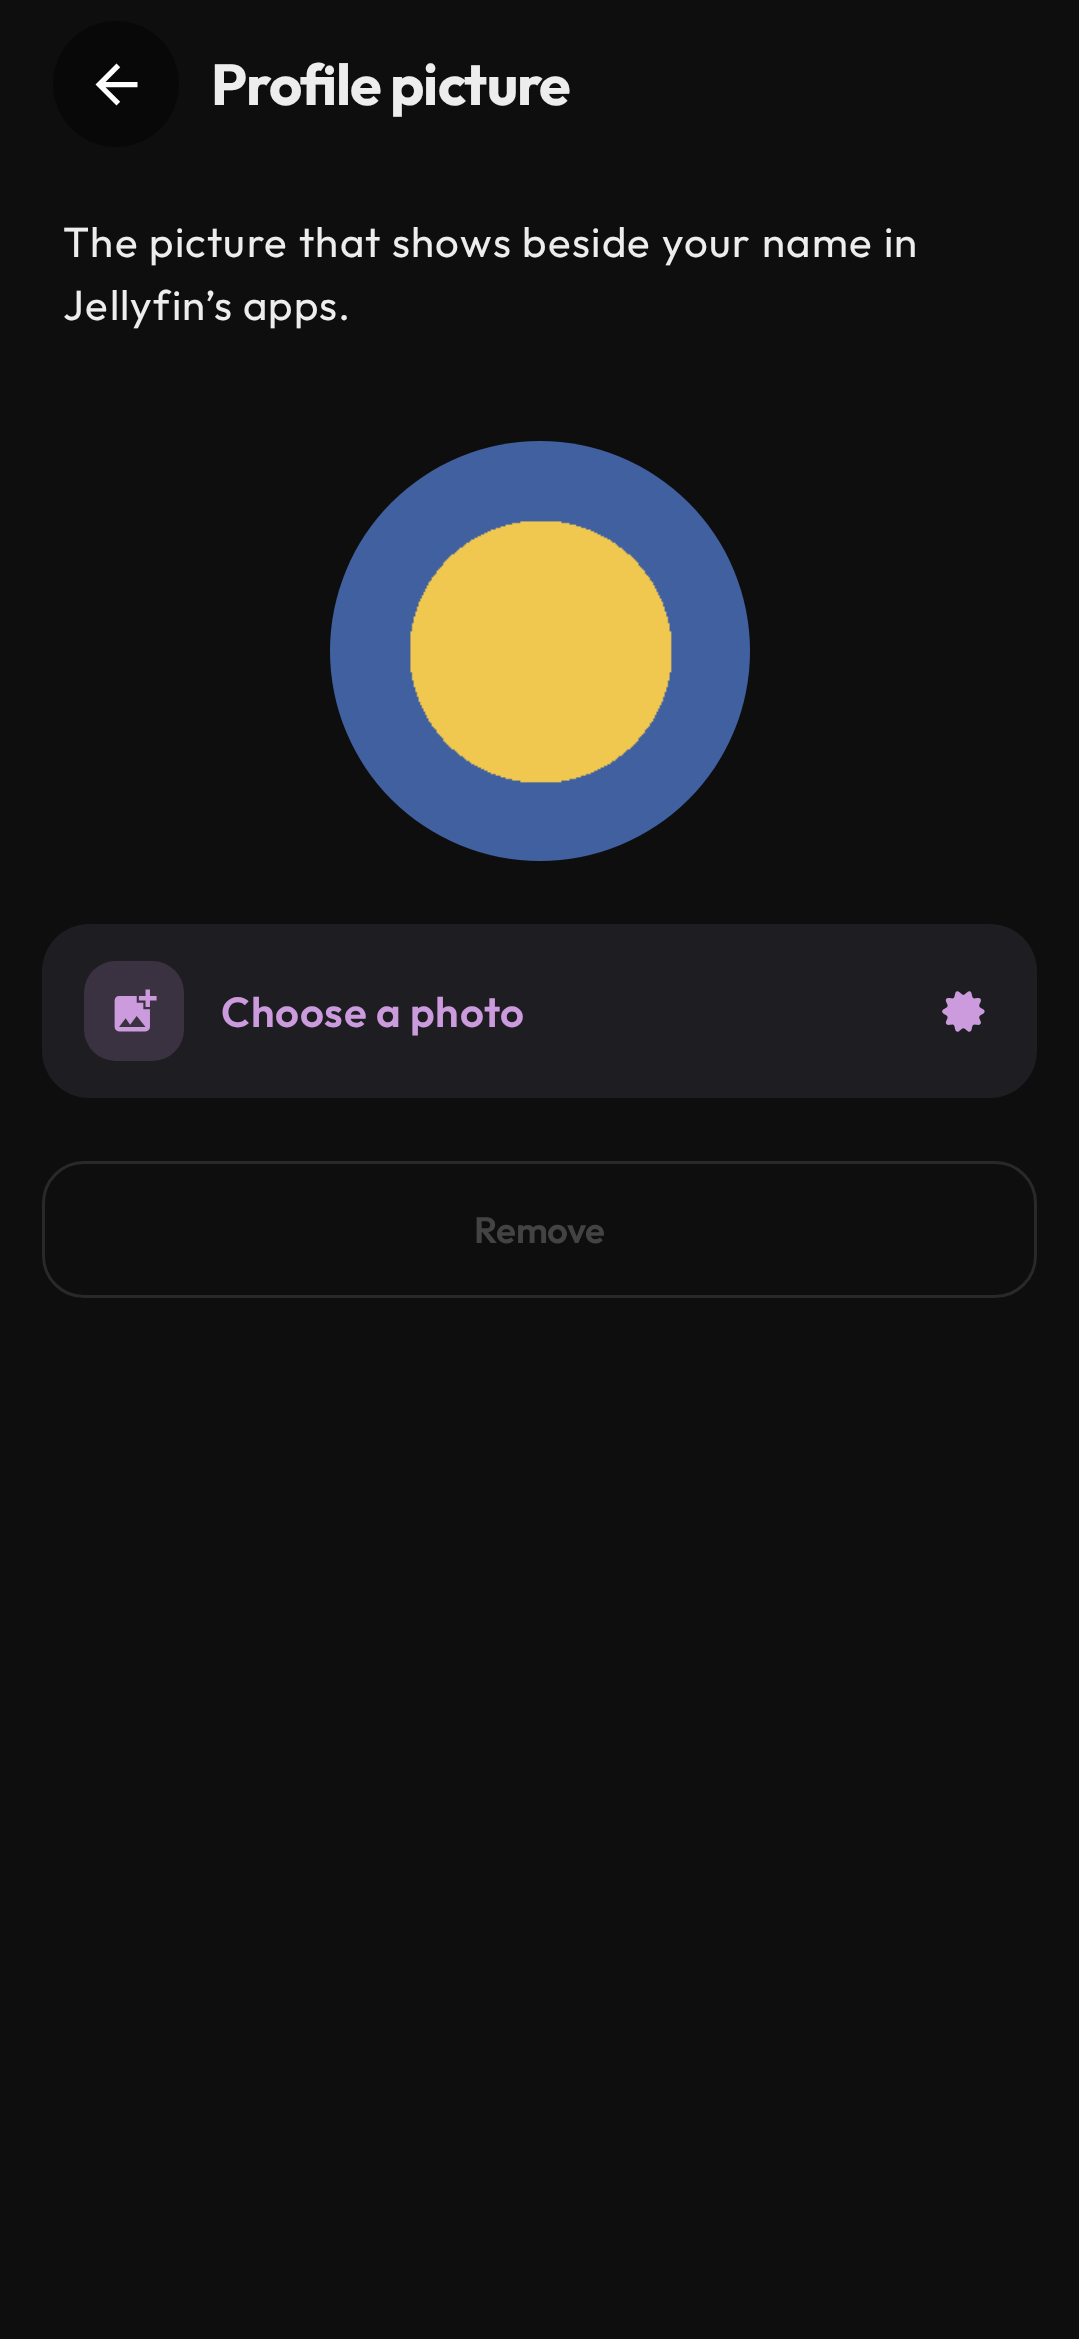 Profile picture
The picture that shows beside your name in
Jellyfin’s apps.
Choose a photo
Remove